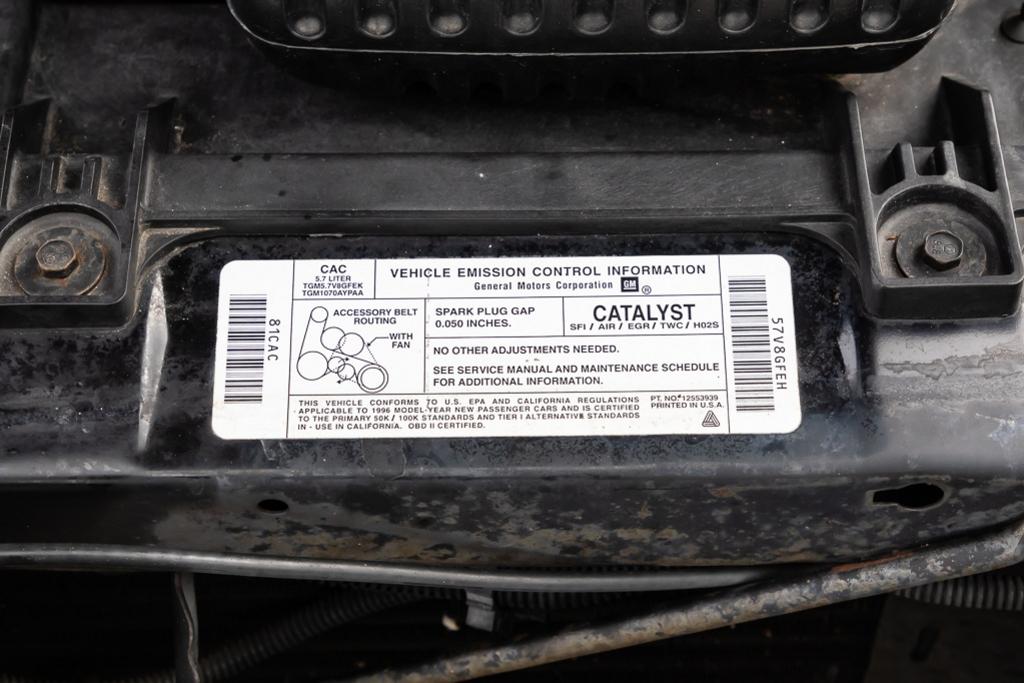 CAC
5.7 LITER
TGM5.7V8GFEK
TGM1070AYPAA
VEHICLE EMISSION CONTROL INFORMATION
General Motors Corporation GM ®
81CAC
ACCESSORY BELT
ROUTING
WITH
FAN
SPARK PLUG GAP
0.050 INCHES.
CATALYST
SFI / AIR / EGR / TWC / H02S
NO OTHER ADJUSTMENTS NEEDED.
SEE SERVICE MANUAL AND MAINTENANCE SCHEDULE
FOR ADDITIONAL INFORMATION.
57V8GFEH
THIS VEHICLE CONFORMS TO U.S. EPA AND CALIFORNIA REGULATIONS
APPLICABLE TO 1996 MODEL-YEAR NEW PASSENGER CARS AND IS CERTIFIED
TO THE PRIMARY 50K / 100K STANDARDS AND TIER I ALTERNATIVE STANDARDS
IN - USE IN CALIFORNIA. OBD II CERTIFIED.
PT. NO. 12553939
PRINTED IN U.S.A.